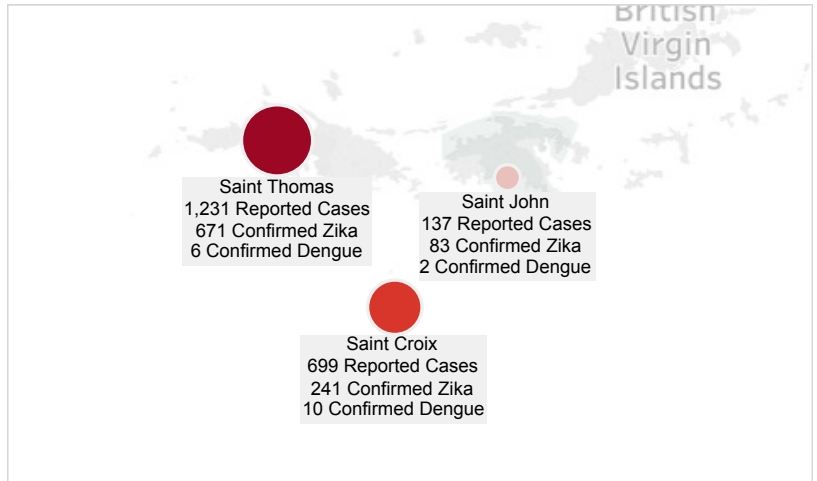 British
Virgin
Islands
Saint Thomas
1,231 Reported Cases
671 Confirmed Zika
6 Confirmed Dengue
Saint John
137 Reported Cases
83 Confirmed Zika
2 Confirmed Dengue
Saint Croix
699 Reported Cases
241 Confirmed Zika
10 Confirmed Dengue